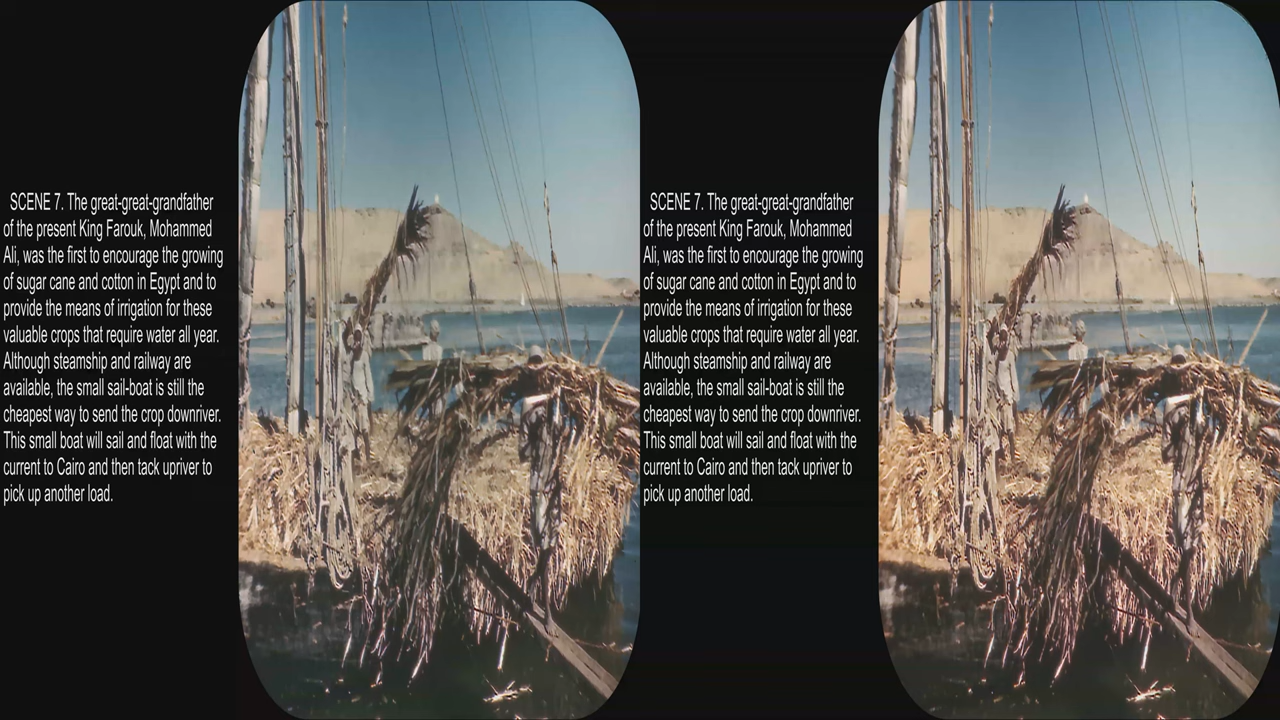 SCENE 7. The great-great-grandfather
of the present King Farouk, Mohammed
Ali, was the first to encourage the growing
of sugar cane and cotton in Egypt and to
provide the means of irrigation for these
valuable crops that require water all year.
Although steamship and railway are
available, the small sail-boat is still the
cheapest way to send the crop downriver.
This small boat will sail and float with the
current to Cairo and then tack upriver to
pick up another load.
SCENE 7. The great-great-grandfather
of the present King Farouk, Mohammed
Ali, was the first to encourage the growing
of sugar cane and cotton in Egypt and to
provide the means of irrigation for these
valuable crops that require water all year.
Although steamship and railway are
available, the small sail-boat is still the
cheapest way to send the crop downriver.
This small boat will sail and float with the
current to Cairo and then tack upriver to
pick up another load.